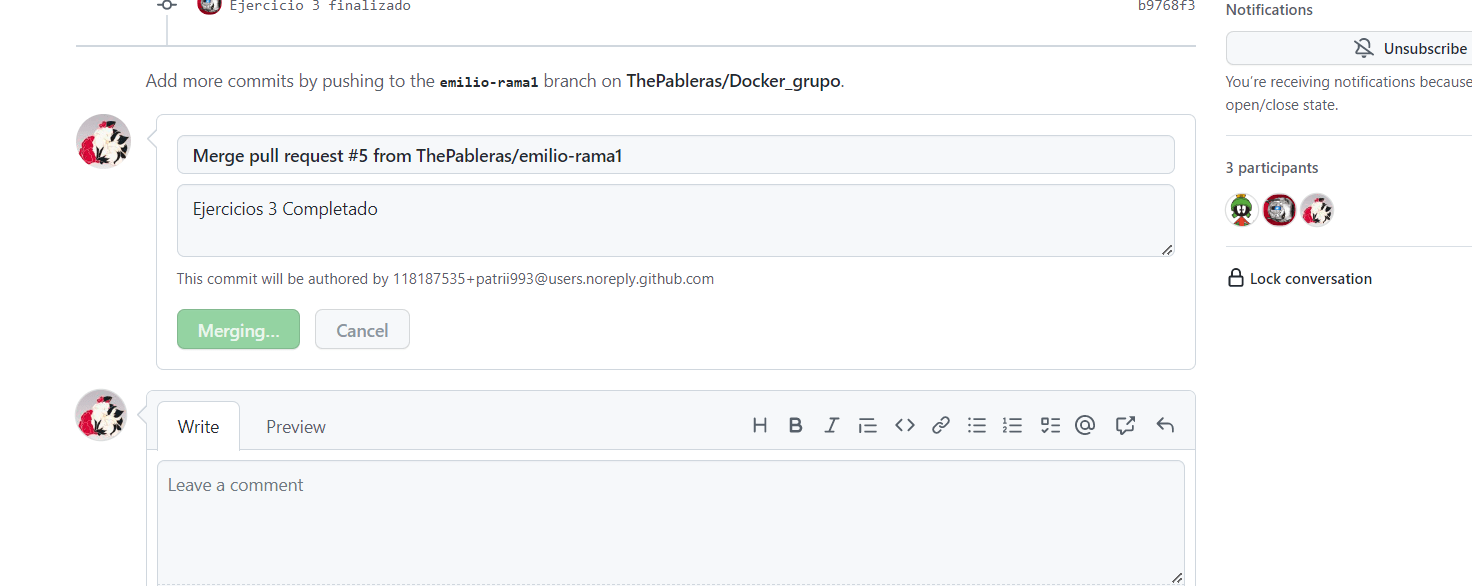 Ejercicio 3 finalizado
b9768f3
Add more commits by pushing to the emilio-rama1 branch on ThePableras/Docker_grupo.
Merge pull request #5 from ThePableras/emilio-rama1
Ejercicios 3 Completado
This commit will be authored by 118187535+patrii993@users.noreply.github.com
Merging...
Cancel
Write
Preview
Leave a comment
Notifications
Unsubscribe
You're receiving notifications because
open/close state.
3 participants
Lock conversation